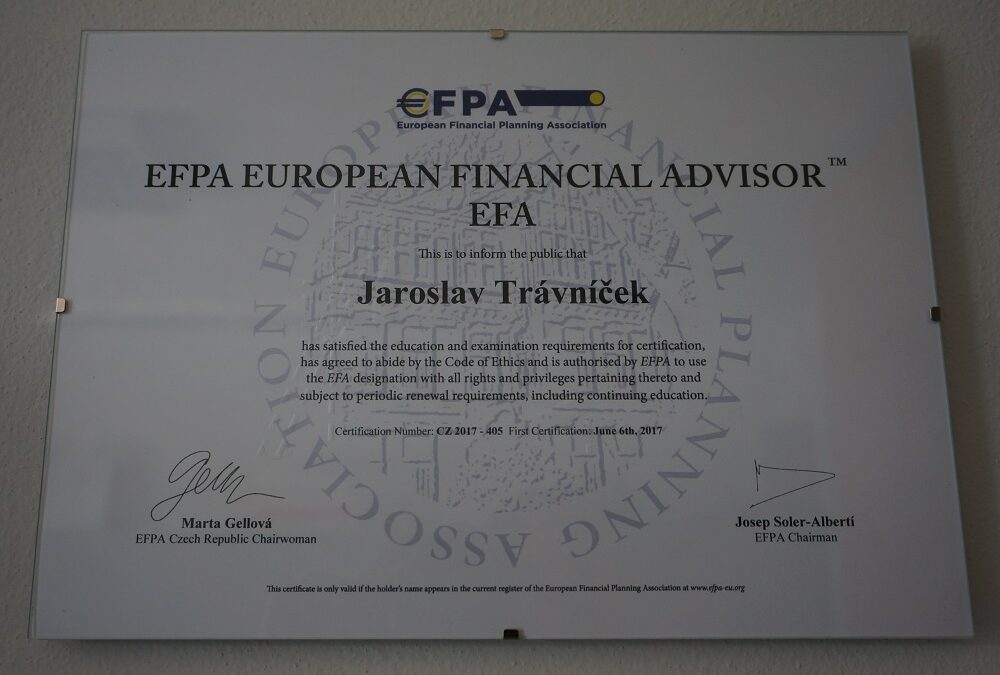 €FPA
European Financial Planning Association
EFPA EUROPEAN FINANCIAL ADVISOR™
EFA
This is to inform the public that
Jaroslav Trávníček
has satisfied the education and examination requirements for certification,
has agreed to abide by the Code of Ethics and is authorised by EFPA to use
the EFA designation with all rights and privileges pertaining thereto and
subject to periodic renewal requirements, including continuing education.
Certification Number: CZ 2017 - 405 First Certification: June 6th, 2017
Marta Gellová
EFPA Czech Republic Chairwoman
Josep Soler-Albertí
EFPA Chairman
This certificate is only valid if the holder's name appears in the current register of the European Financial Planning Association at www.efpa-eu.org
EUROPEAN FINANCIAL PLANNING ASSOCIATION